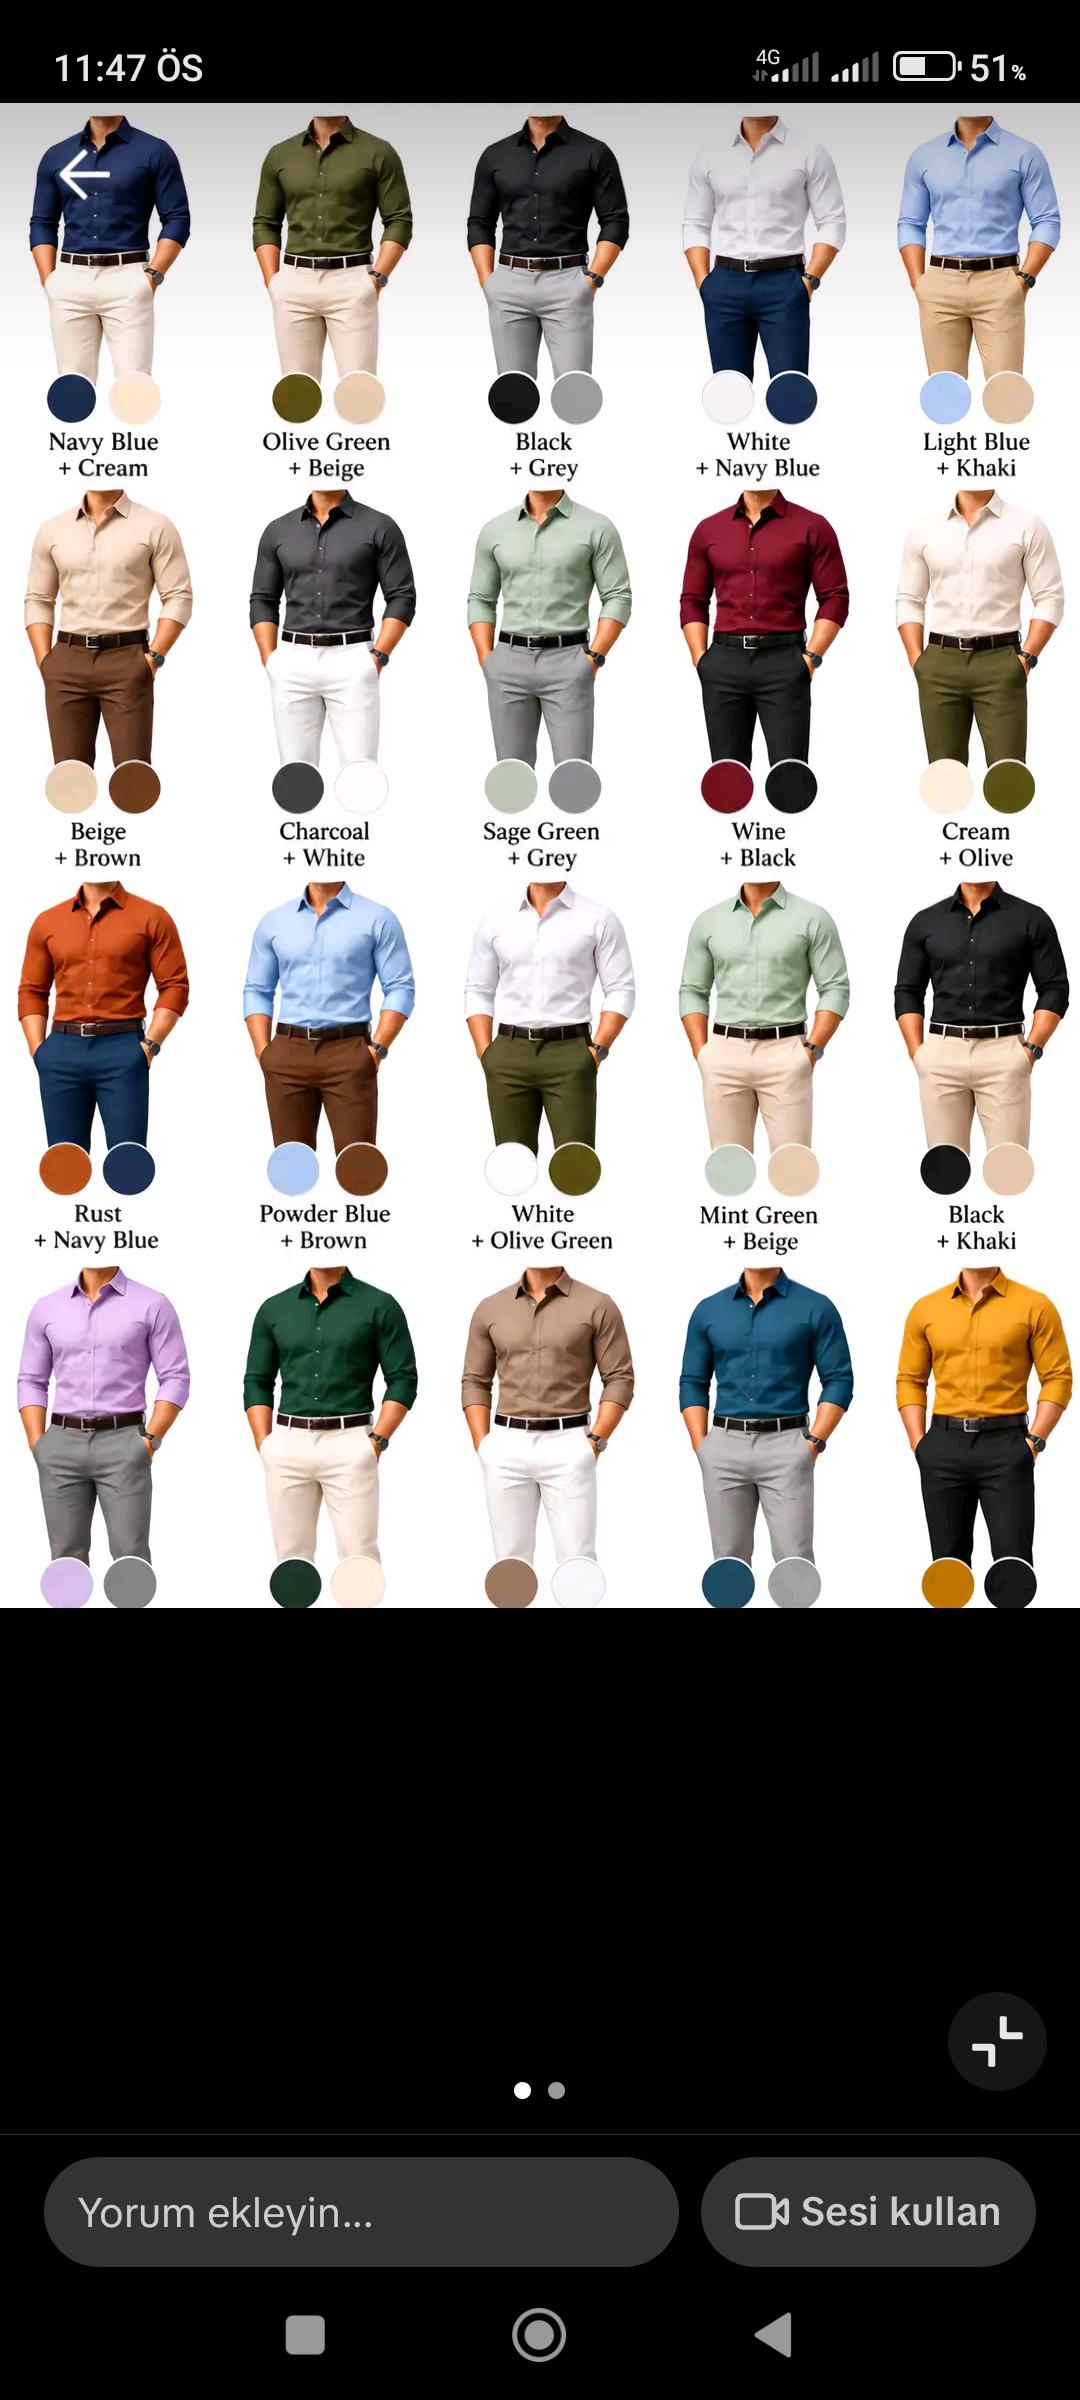 11:47 ÖS
4G
51%
Navy Blue
+ Cream
Olive Green
+ Beige
Black
+ Grey
White
+ Navy Blue
Light Blue
+ Khaki
Beige
+ Brown
Charcoal
+ White
Sage Green
+ Grey
Wine
+ Black
Cream
+ Olive
Rust
+ Navy Blue
Powder Blue
+ Brown
White
+ Olive Green
Mint Green
+ Beige
Black
+ Khaki
Yorum ekleyin...
Sesi kullan